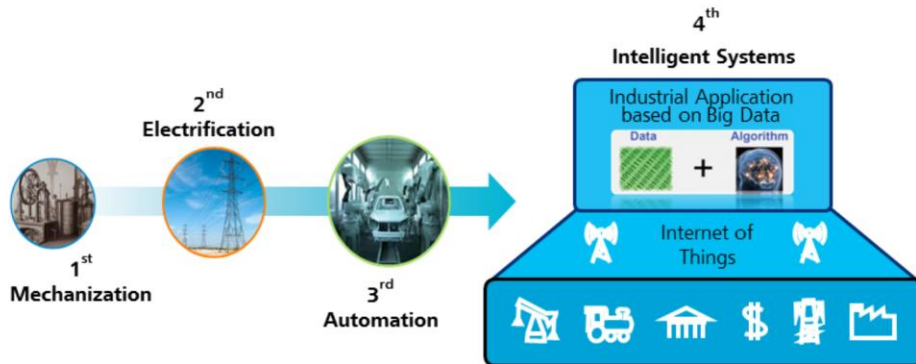 1st
Mechanization
2nd
Electrification
3rd
Automation
4th
Intelligent Systems
Industrial Application
based on Big Data
Data
Algorithm
+
Internet of
Things
$